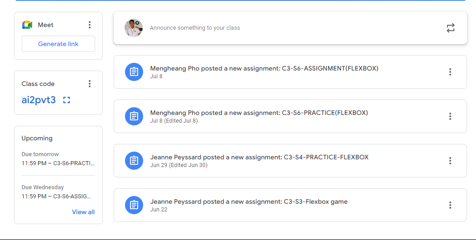 Meet
Generate link
Class code
ai2pvt3
Upcoming
Due tomorrow
11:59 PM – C3-S6-PRACTI...
Due Wednesday
11:59 PM – C3-S6-ASSIG...
View all
Announce something to your class
Mengheang Pho posted a new assignment: C3-S6-ASSIGNMENT(FLEXBOX)
Jul 8
Mengheang Pho posted a new assignment: C3-S6-PRACTICE(FLEXBOX)
Jul 8 (Edited Jul 8)
Jeanne Peyssard posted a new assignment: C3-S4-PRACTICE-FLEXBOX
Jun 29 (Edited Jun 30)
Jeanne Peyssard posted a new assignment: C3-S3-Flexbox game
Jun 22